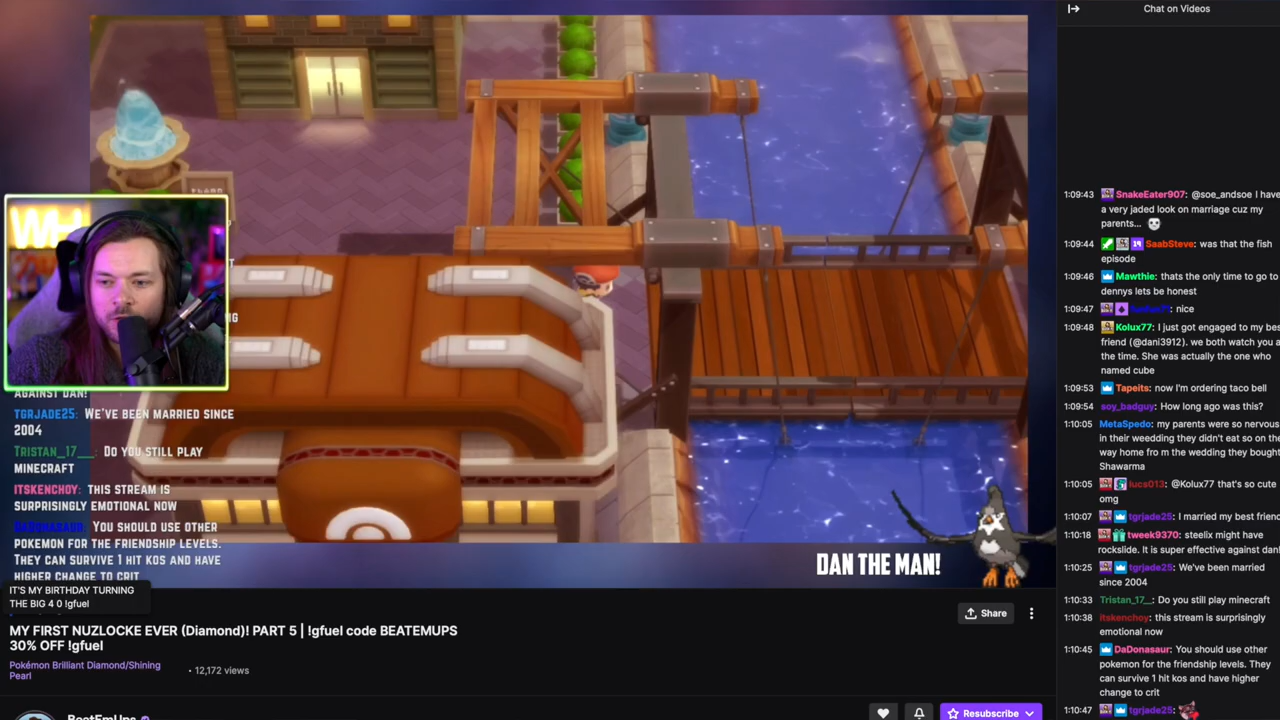 Chat on Videos
WH
NG
AGAINST DAN!
TGRJADE25: WE'VE BEEN MARRIED SINCE
2004
TRISTAN_17__: DO YOU STILL PLAY
MINECRAFT
ITSKENCHOY: THIS STREAM IS
SURPRISINGLY EMOTIONAL NOW
DADONASAUR: YOU SHOULD USE OTHER
POKEMON FOR THE FRIENDSHIP LEVELS.
THEY CAN SURVIVE 1 HIT KOS AND HAVE
HIGHER CHANGE TO CRIT
IT'S MY BIRTHDAY TURNING
THE BIG 4 0 !gfuel
DAN THE MAN!
Share
MY FIRST NUZLOCKE EVER (Diamond)! PART 5 | !gfuel code BEATEMUPS
30% OFF !gfuel
Pokémon Brilliant Diamond/Shining
Pearl
• 12,172 views
BeatEmUps
Resubscribe
1:09:43 SnakeEater907: @soe_andsoe I have
a very jaded look on marriage cuz my
parents...
1:09:44 19 SaabSteve: was that the fish
episode
1:09:46 Mawthie: thats the only time to go to
dennys lets be honest
1:09:47 nice
1:09:48 Kolux77: I just got engaged to my bes
friend (@dani3912). we both watch you a
the time. She was actually the one who
named cube
1:09:53 Tapeits: now I'm ordering taco bell
1:09:54 soy_badguy: How long ago was this?
1:10:05 MetaSpedo: my parents were so nervous
in their weedding they didn't eat so on the
way home fro m the wedding they bought
Shawarma
1:10:05 lucs013: @Kolux77 that's so cute
omg
1:10:07 tgrjade25: I married my best friend
1:10:18 tweek9370: steelix might have
rockslide. It is super effective against dan!
1:10:25 tgrjade25: We've been married
since 2004
1:10:33 Tristan_17__: Do you still play minecraft
1:10:38 itskenchoy: this stream is surprisingly
emotional now
1:10:45 DaDonasaur: You should use other
pokemon for the friendship levels. They
can survive 1 hit kos and have higher
change to crit
1:10:47 tgrjade25: